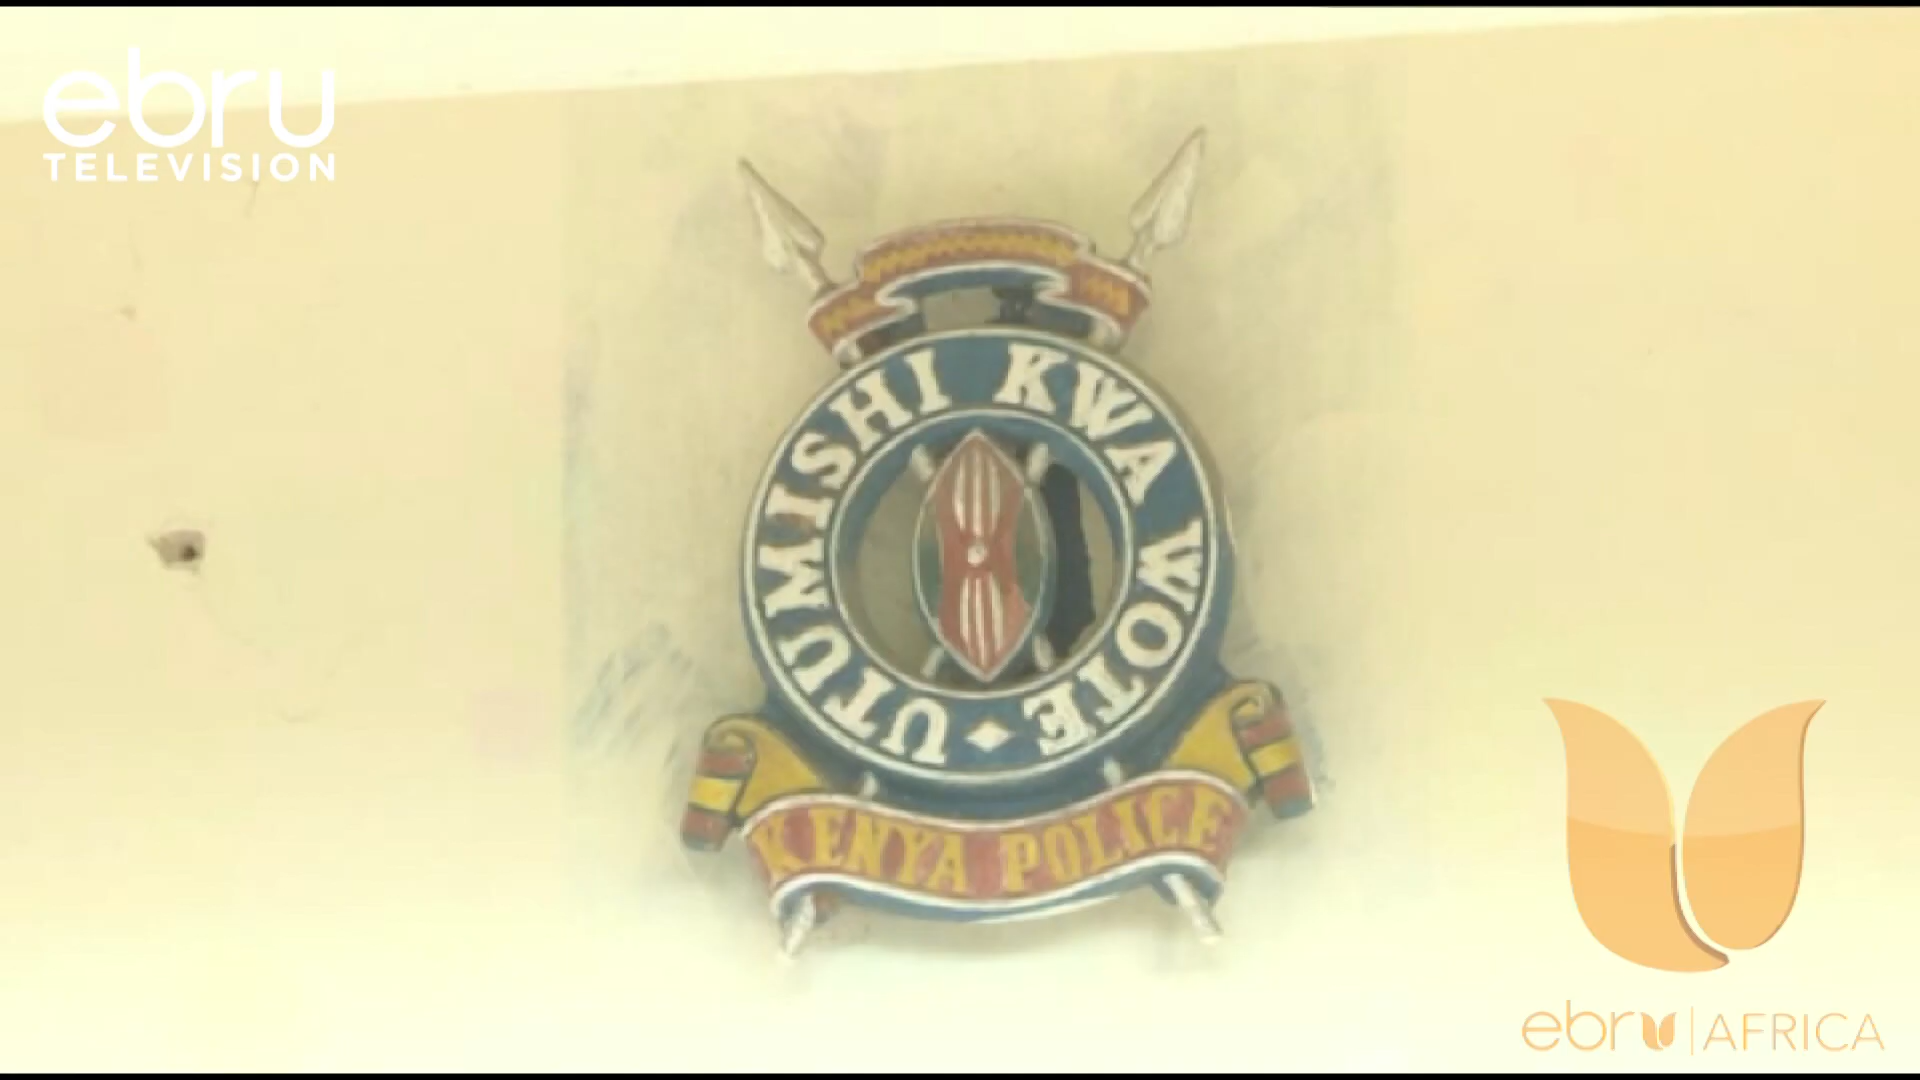 ebru
TELEVISION
UTUMISHI KWA WOTE
KENYA POLICE
ebru | AFRICA